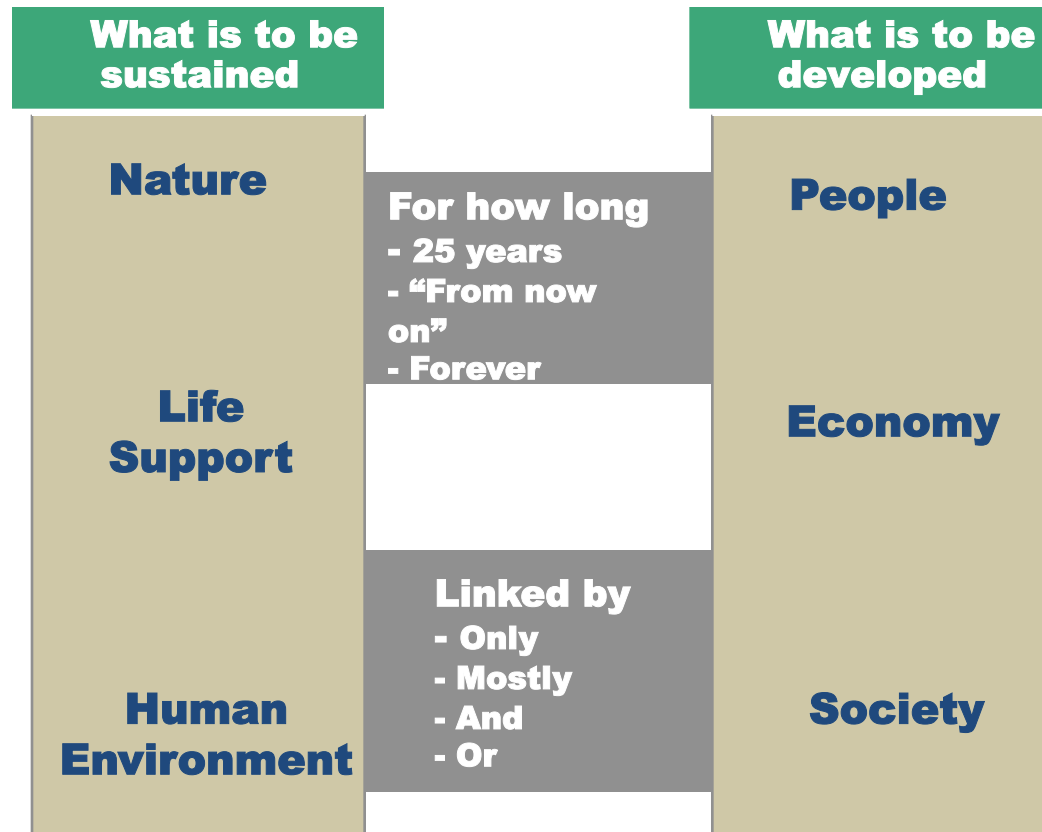 What is to be
sustained
Nature
Life
Support
Human
Environment
For how long
- 25 years
- “From now
on”
- Forever
Linked by
- Only
- Mostly
- And
- Or
What is to be
developed
People
Economy
Society